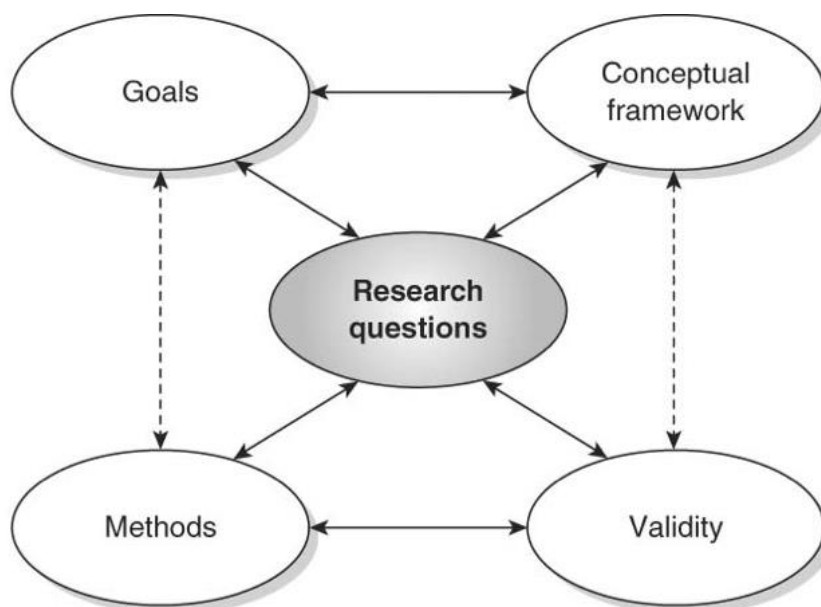 Goals
Conceptual
framework
Research
questions
Methods
Validity